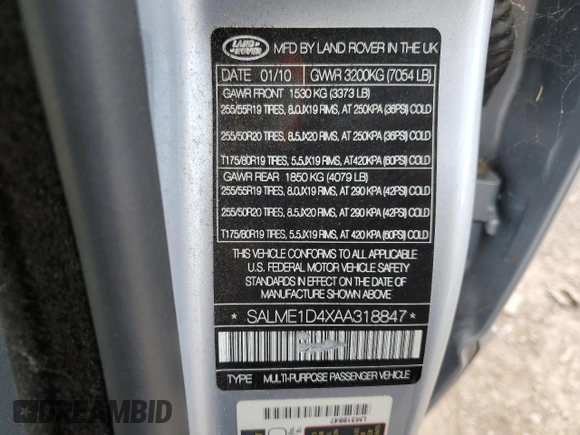 LAND ROVER
MFD BY LAND ROVER IN THE UK
DATE 01/10 GVWR 3200KG (7054 LB)
GAWR FRONT 1530 KG (3373 LB)
255/55R19 TIRES, 8.0JX19 RIMS, AT 250KPA (36PSI) COLD
255/50R20 TIRES, 8.5JX20 RIMS, AT 250KPA (36PSI) COLD
T175/80R19 TIRES, 5.5JX19 RIMS, AT420KPA (60PSI) COLD
GAWR REAR 1850 KG (4079 LB)
255/55R19 TIRES, 8.0JX19 RIMS, AT 290 KPA (42PSI) COLD
255/50R20 TIRES, 8.5JX20 RIMS, AT 290 KPA (42PSI) COLD
T175/80R19 TIRES, 5.5JX19 RIMS, AT 420 KPA (60PSI) COLD
THIS VEHICLE CONFORMS TO ALL APPLICABLE
U.S. FEDERAL MOTOR VEHICLE SAFETY
STANDARDS IN EFFECT ON THE DATE OF
MANUFACTURE SHOWN ABOVE.
* SALME1D4XAA318847 *
TYPE MULTI-PURPOSE PASSENGER VEHICLE
LM318847
DREAMBID